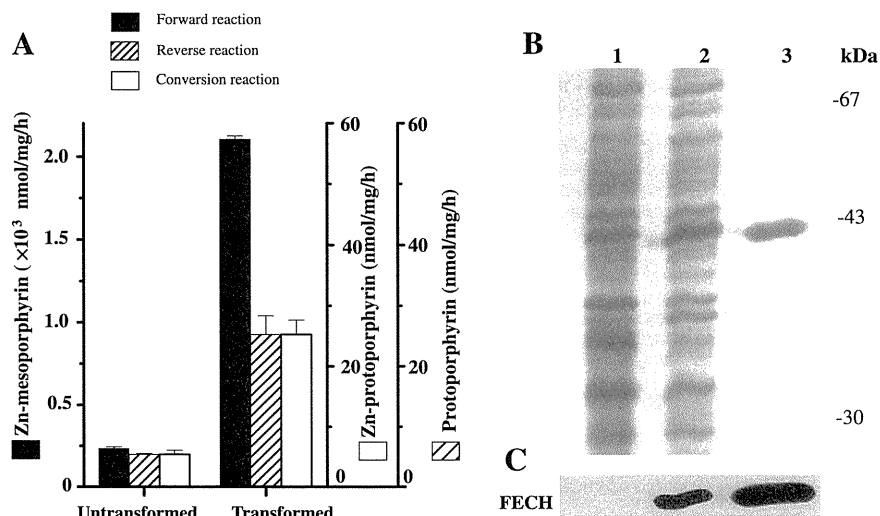 A
Forward reaction
Reverse reaction
Conversion reaction
Zn-mesoporphyrin (×10³ nmol/mg/h)
2.0
1.5
1.0
0.5
0
Untransformed
Transformed
60
40
20
0
Zn-protoporphyrin (nmol/mg/h)
60
40
20
0
Protoporphyrin (nmol/mg/h)
B
1 2 3 kDa
-67
-43
-30
C
FECH